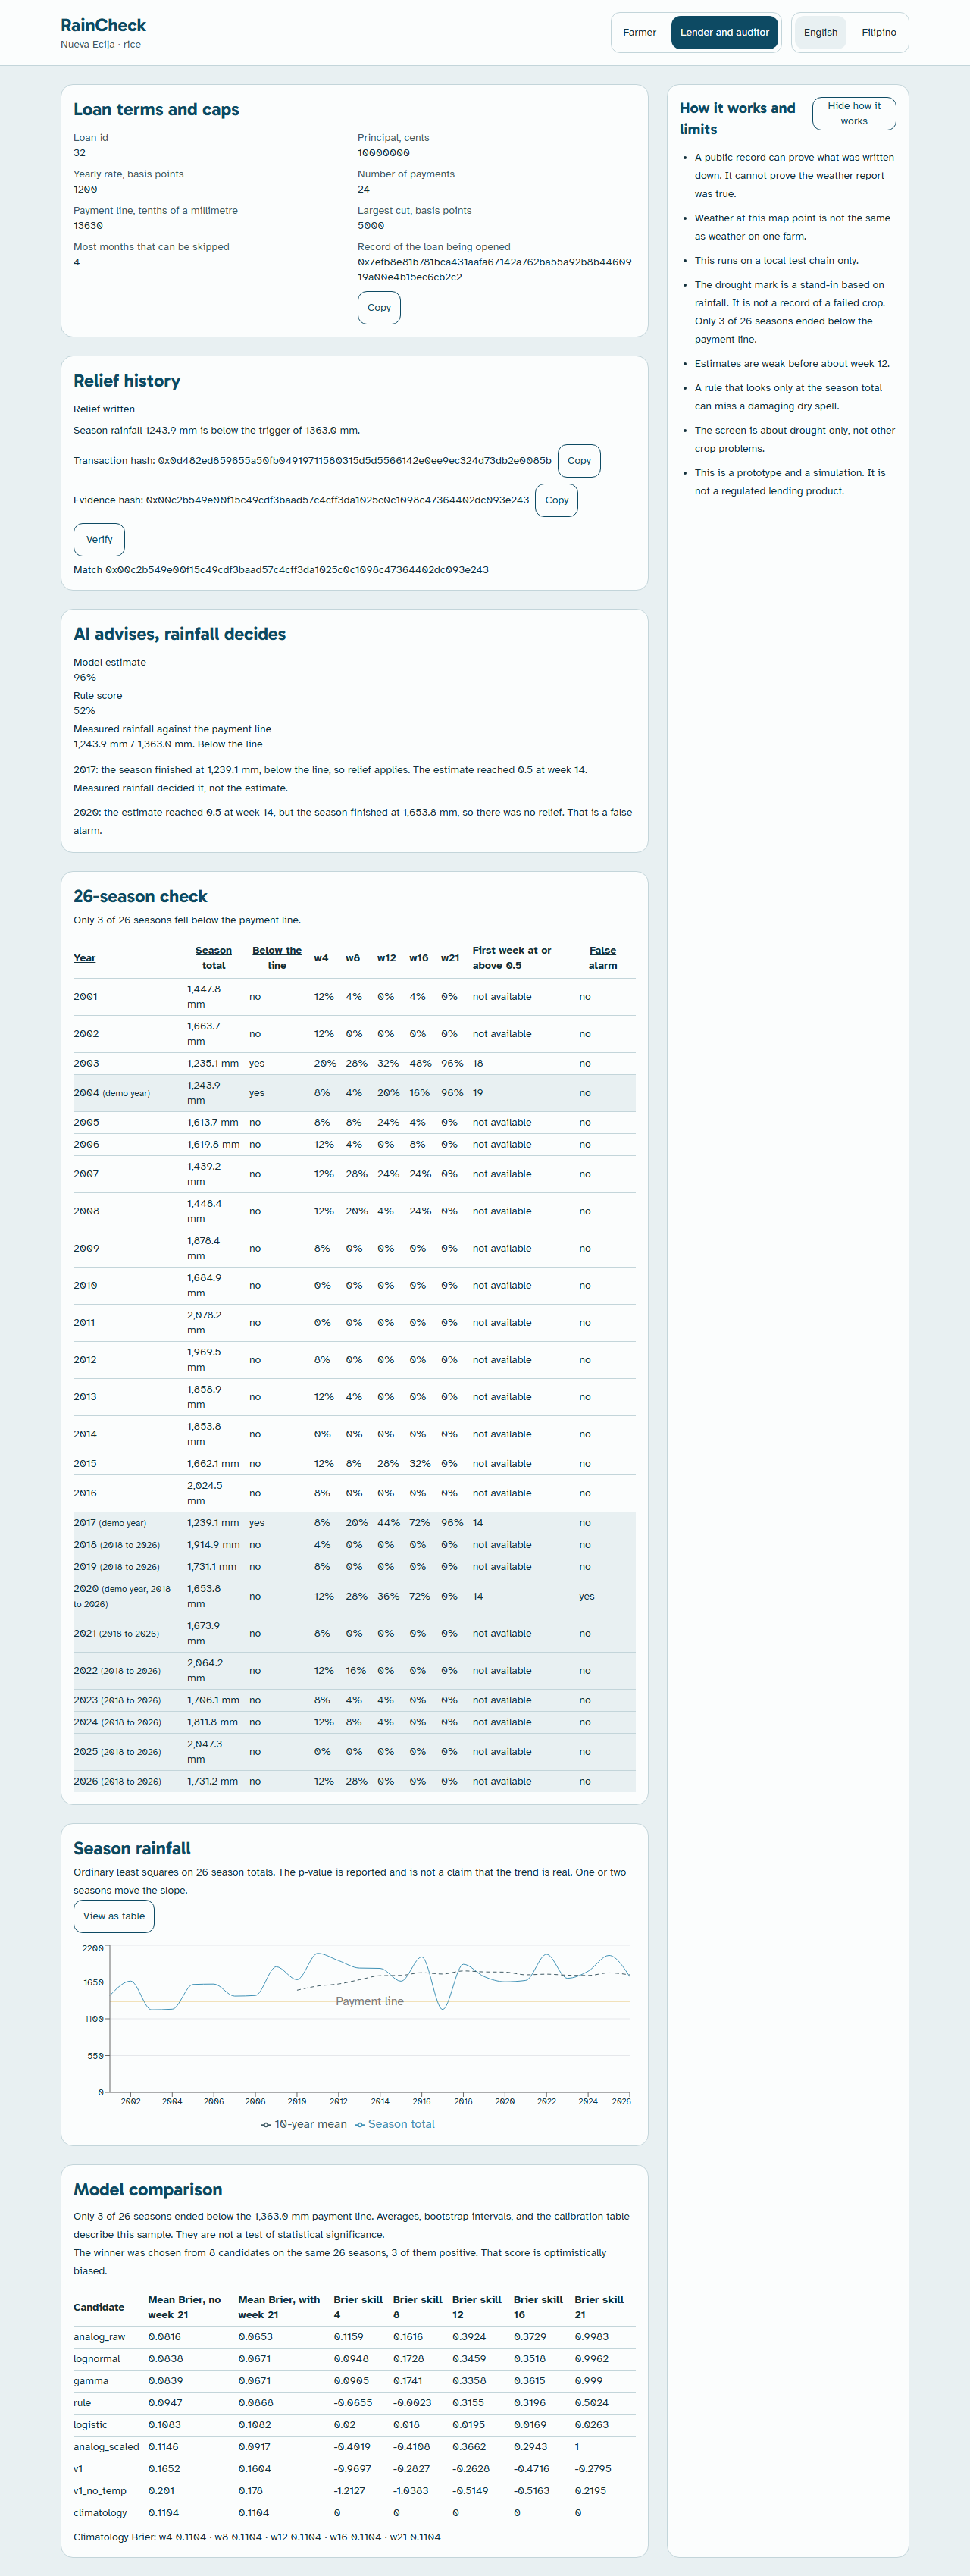 RainCheck
Nueva Ecija · rice
Farmer
Lender and auditor
English
Filipino
Loan terms and caps
Loan id
32
Principal, cents
10000000
Yearly rate, basis points
1200
Number of payments
24
Payment line, tenths of a millimetre
13630
Largest cut, basis points
5000
Most months that can be skipped
4
Record of the loan being opened
0x7efb8e81b781bca431aafa67142a762ba55a92b8b44609
19a00e4b15ec6cb2c2
Copy
Relief history
Relief written
Season rainfall 1243.9 mm is below the trigger of 1363.0 mm.
Transaction hash: 0x0d482ed859655a50fb04919711580315d5d5566142e0ee9ec324d73db2e0085b Copy
Evidence hash: 0x00c2b549e00f15c49cdf3baad57c4cff3da1025c0c1098c47364402dc093e243 Copy
Verify
Match 0x00c2b549e00f15c49cdf3baad57c4cff3da1025c0c1098c47364402dc093e243
AI advises, rainfall decides
Model estimate
96%
Rule score
52%
Measured rainfall against the payment line
1,243.9 mm / 1,363.0 mm. Below the line
2017: the season finished at 1,239.1 mm, below the line, so relief applies. The estimate reached 0.5 at week 14.
Measured rainfall decided it, not the estimate.
2020: the estimate reached 0.5 at week 14, but the season finished at 1,653.8 mm, so there was no relief. That is a false
alarm.
26-season check
Only 3 of 26 seasons fell below the payment line.
Year Season total Below the line w4 w8 w12 w16 w21 First week at or above 0.5 False alarm
2001 1,447.8 mm no 12% 4% 0% 4% 0% not available no
2002 1,663.7 mm no 12% 0% 0% 0% 0% not available no
2003 1,235.1 mm yes 20% 28% 32% 48% 96% 18 no
2004 (demo year) 1,243.9 mm yes 8% 4% 20% 16% 96% 19 no
2005 1,613.7 mm no 8% 8% 24% 4% 0% not available no
2006 1,619.8 mm no 12% 4% 0% 8% 0% not available no
2007 1,439.2 mm no 12% 28% 24% 24% 0% not available no
2008 1,448.4 mm no 12% 20% 4% 24% 0% not available no
2009 1,878.4 mm no 8% 0% 0% 0% 0% not available no
2010 1,684.9 mm no 0% 0% 0% 0% 0% not available no
2011 2,078.2 mm no 0% 0% 0% 0% 0% not available no
2012 1,969.5 mm no 8% 0% 0% 0% 0% not available no
2013 1,858.9 mm no 12% 4% 0% 0% 0% not available no
2014 1,853.8 mm no 0% 0% 0% 0% 0% not available no
2015 1,662.1 mm no 12% 8% 28% 32% 0% not available no
2016 2,024.5 mm no 8% 0% 0% 0% 0% not available no
2017 (demo year) 1,239.1 mm yes 8% 20% 44% 72% 96% 14 no
2018 (2018 to 2026) 1,914.9 mm no 4% 0% 0% 0% 0% not available no
2019 (2018 to 2026) 1,731.1 mm no 8% 0% 0% 0% 0% not available no
2020 (demo year, 2018 to 2026) 1,653.8 mm no 12% 28% 36% 72% 0% 14 yes
2021 (2018 to 2026) 1,673.9 mm no 8% 0% 0% 0% 0% not available no
2022 (2018 to 2026) 2,064.2 mm no 12% 16% 0% 0% 0% not available no
2023 (2018 to 2026) 1,706.1 mm no 8% 4% 4% 0% 0% not available no
2024 (2018 to 2026) 1,811.8 mm no 12% 8% 4% 0% 0% not available no
2025 (2018 to 2026) 2,047.3 mm no 0% 0% 0% 0% 0% not available no
2026 (2018 to 2026) 1,731.2 mm no 12% 28% 0% 0% 0% not available no
Season rainfall
Ordinary least squares on 26 season totals. The p-value is reported and is not a claim that the trend is real. One or two
seasons move the slope.
View as table
2200
1650
1100
550
0
Payment line
2002 2004 2006 2008 2010 2012 2014 2016 2018 2020 2022 2024 2026
10-year mean Season total
Model comparison
Only 3 of 26 seasons ended below the 1,363.0 mm payment line. Averages, bootstrap intervals, and the calibration table
describe this sample. They are not a test of statistical significance.
The winner was chosen from 8 candidates on the same 26 seasons, 3 of them positive. That score is optimistically
biased.
Candidate Mean Brier, no week 21 Mean Brier, with week 21 Brier skill 4 Brier skill 8 Brier skill 12 Brier skill 16 Brier skill 21
analog_raw 0.0816 0.0653 0.1159 0.1616 0.3924 0.3729 0.9983
lognormal 0.0838 0.0671 0.0948 0.1728 0.3459 0.3518 0.9962
gamma 0.0839 0.0671 0.0905 0.1741 0.3358 0.3615 0.999
rule 0.0947 0.0868 -0.0655 -0.0023 0.3155 0.3196 0.5024
logistic 0.1083 0.1082 0.02 0.018 0.0195 0.0169 0.0263
analog_scaled 0.1146 0.0917 -0.4019 -0.4108 0.3662 0.2943 1
v1 0.1652 0.1604 -0.9697 -0.2827 -0.2628 -0.4716 -0.2795
v1_no_temp 0.201 0.178 -1.2127 -1.0383 -0.5149 -0.5163 0.2195
climatology 0.1104 0.1104 0 0 0 0 0
Climatology Brier: w4 0.1104 · w8 0.1104 · w12 0.1104 · w16 0.1104 · w21 0.1104
How it works and
limits
Hide how it
works
A public record can prove what was written
down. It cannot prove the weather report
was true.
Weather at this map point is not the same
as weather on one farm.
This runs on a local test chain only.
The drought mark is a stand-in based on
rainfall. It is not a record of a failed crop.
Only 3 of 26 seasons ended below the
payment line.
Estimates are weak before about week 12.
A rule that looks only at the season total
can miss a damaging dry spell.
The screen is about drought only, not other
crop problems.
This is a prototype and a simulation. It is
not a regulated lending product.